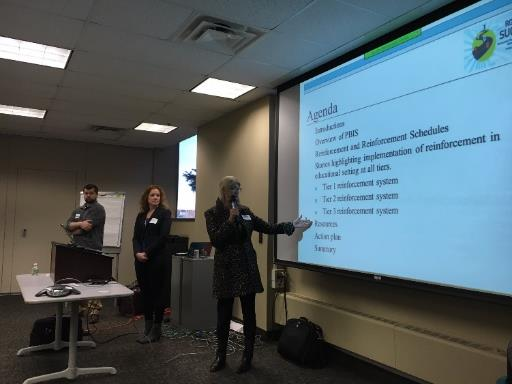 Agenda
Introductions
Overview of PBIS
Reinforcement and Reinforcement Schedules
Stories highlighting implementation of reinforcement in
educational setting at all tiers.
Tier 1 reinforcement system
Tier 2 reinforcement system
Tier 3 reinforcement system
Resources
Action plan
Summary